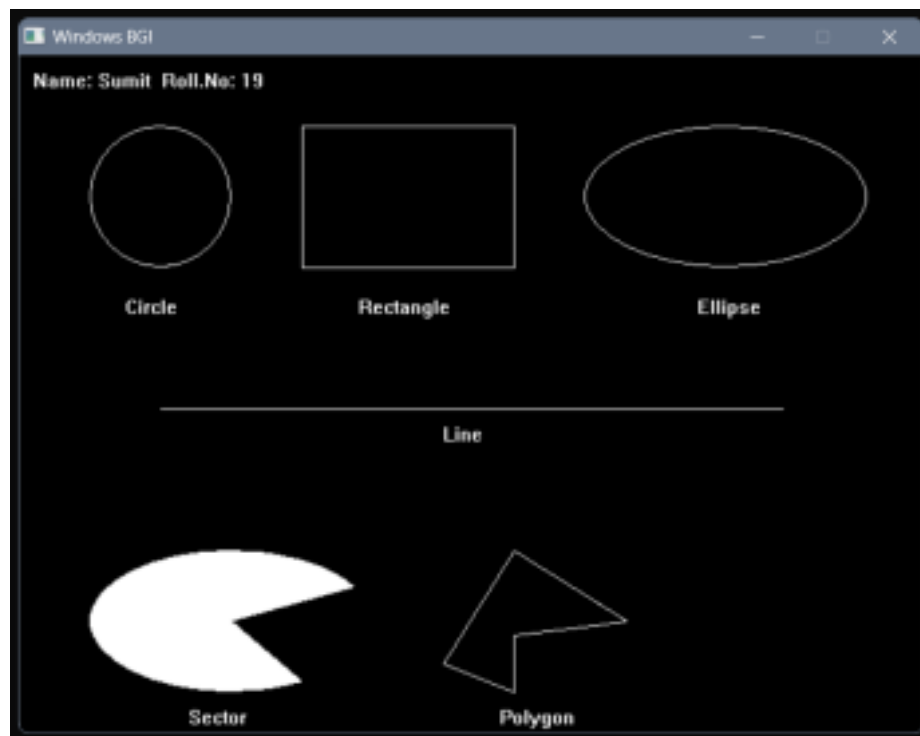 Windows BGI
Name: Sumit Roll.No: 19
Circle Rectangle Ellipse
Line
Sector Polygon